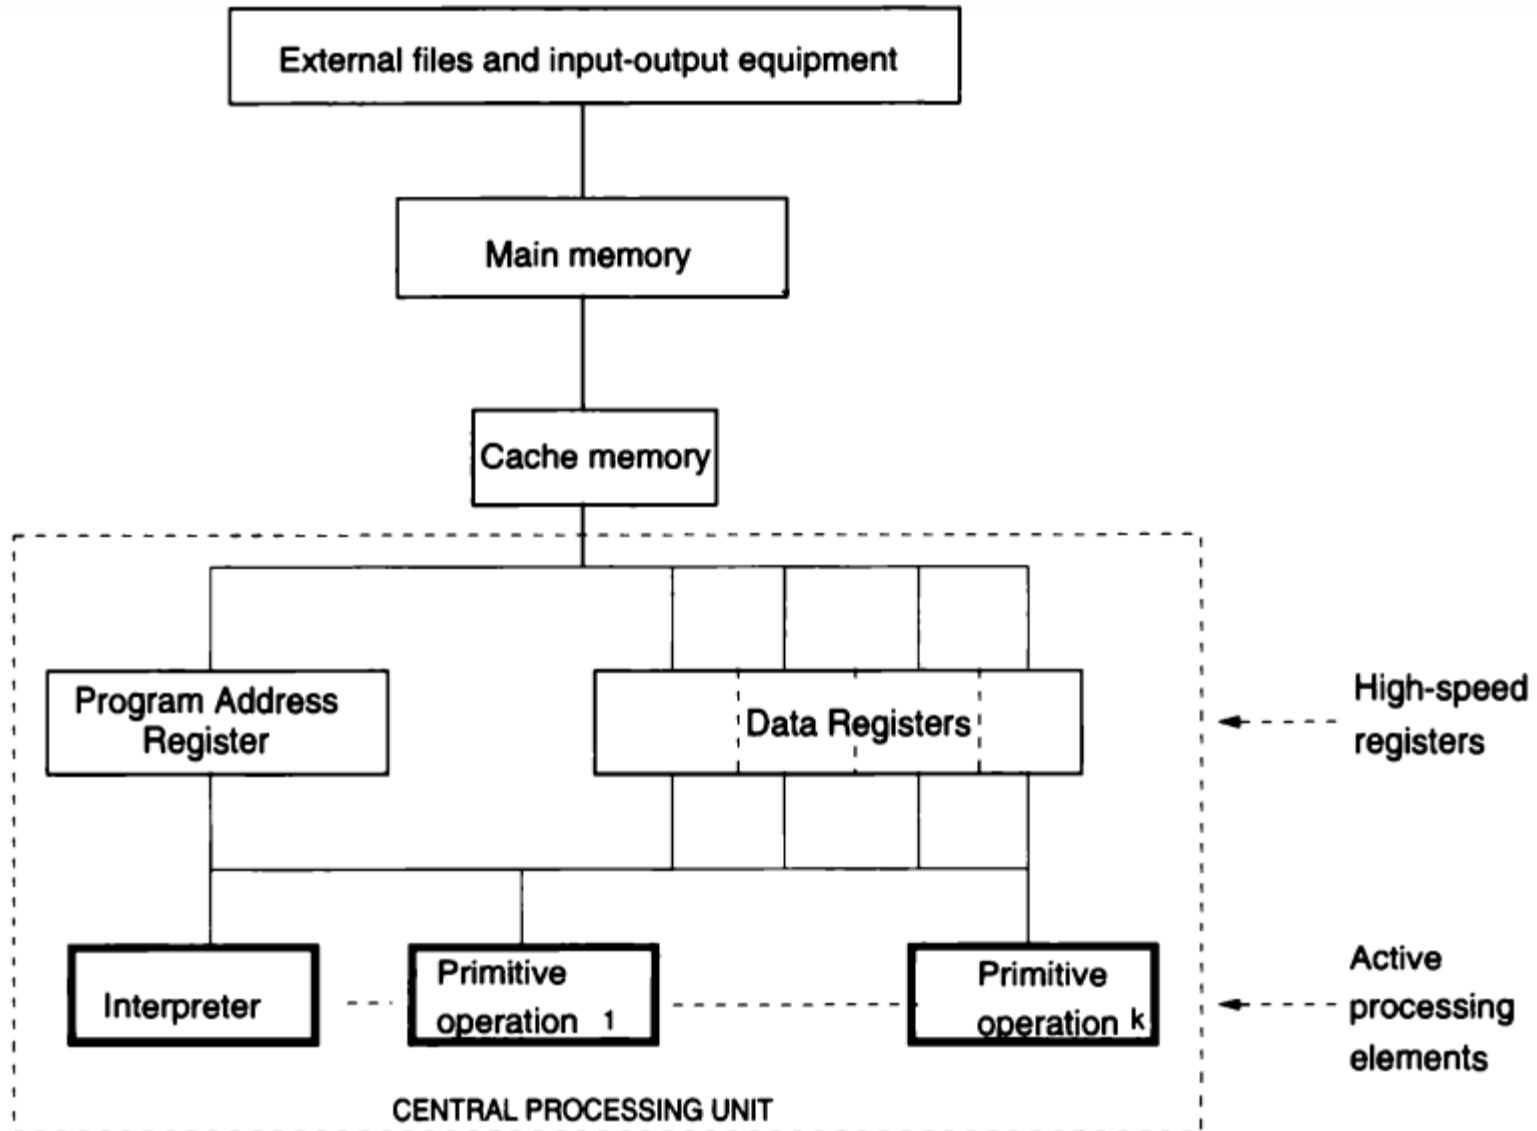 External files and input-output equipment
Main memory
Cache memory
Program Address
Register
Data Registers
High-speed
registers
Interpreter
Primitive
operation 1
Primitive
operation k
Active
processing
elements
CENTRAL PROCESSING UNIT